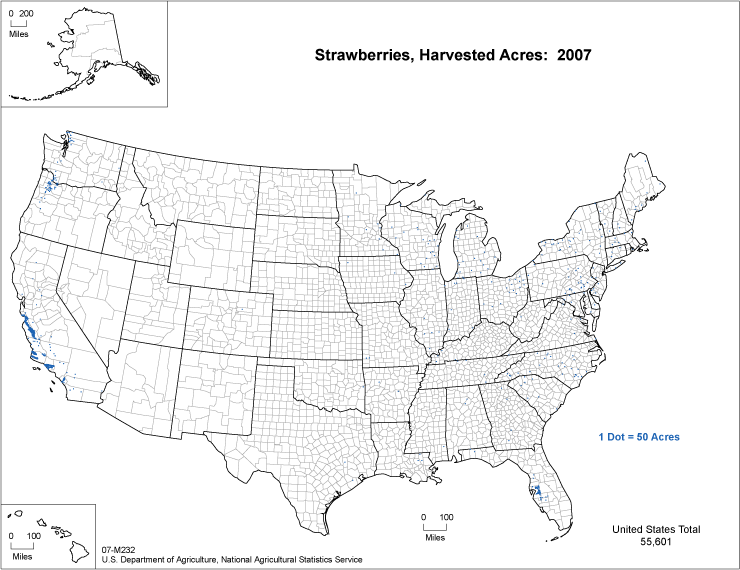 0 200
Miles
Strawberries, Harvested Acres: 2007
1 Dot = 50 Acres
0 100
Miles
0 100
Miles
United States Total
55,601
07-M232
U.S. Department of Agriculture, National Agricultural Statistics Service